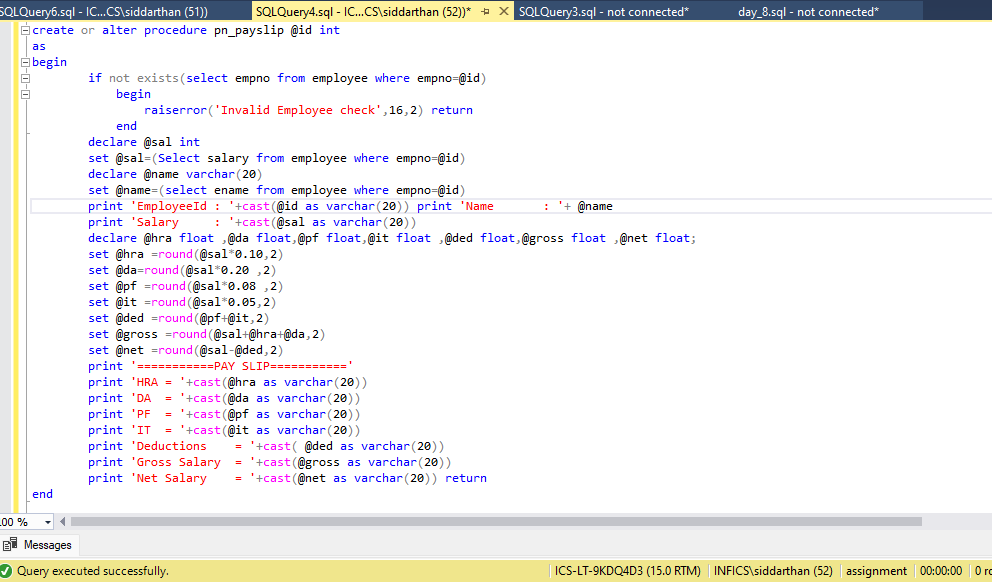 SQLQuery6.sql - IC...CS\siddarthan (51))    SQLQuery4.sql - IC...CS\siddarthan (52))*    SQLQuery3.sql - not connected*    day_8.sql - not connected*
create or alter procedure pn_payslip @id int
as
begin
        if not exists(select empno from employee where empno=@id)
            begin
                raiserror('Invalid Employee check',16,2) return
            end
        declare @sal int
        set @sal=(Select salary from employee where empno=@id)
        declare @name varchar(20)
        set @name=(select ename from employee where empno=@id)
        print 'EmployeeId : '+cast(@id as varchar(20)) print 'Name       : '+ @name
        print 'Salary     : '+cast(@sal as varchar(20))
        declare @hra float ,@da float,@pf float,@it float ,@ded float,@gross float ,@net float;
        set @hra =round(@sal*0.10,2)
        set @da=round(@sal*0.20 ,2)
        set @pf =round(@sal*0.08 ,2)
        set @it =round(@sal*0.05,2)
        set @ded =round(@pf+@it,2)
        set @gross =round(@sal+@hra+@da,2)
        set @net =round(@sal-@ded,2)
        print '===========PAY SLIP==========='
        print 'HRA = '+cast(@hra as varchar(20))
        print 'DA  = '+cast(@da as varchar(20))
        print 'PF  = '+cast(@pf as varchar(20))
        print 'IT  = '+cast(@it as varchar(20))
        print 'Deductions    = '+cast( @ded as varchar(20))
        print 'Gross Salary  = '+cast(@gross as varchar(20))
        print 'Net Salary    = '+cast(@net as varchar(20)) return
end
00 %
Messages
Query executed successfully.    ICS-LT-9KDQ4D3 (15.0 RTM)    INFICS\siddarthan (52)    assignment    00:00:00    0